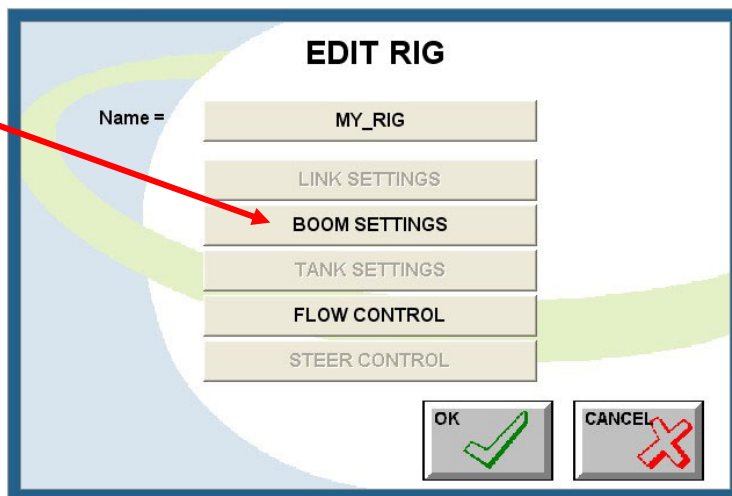 EDIT RIG
Name = MY_RIG
LINK SETTINGS
BOOM SETTINGS
TANK SETTINGS
FLOW CONTROL
STEER CONTROL
OK CANCEL